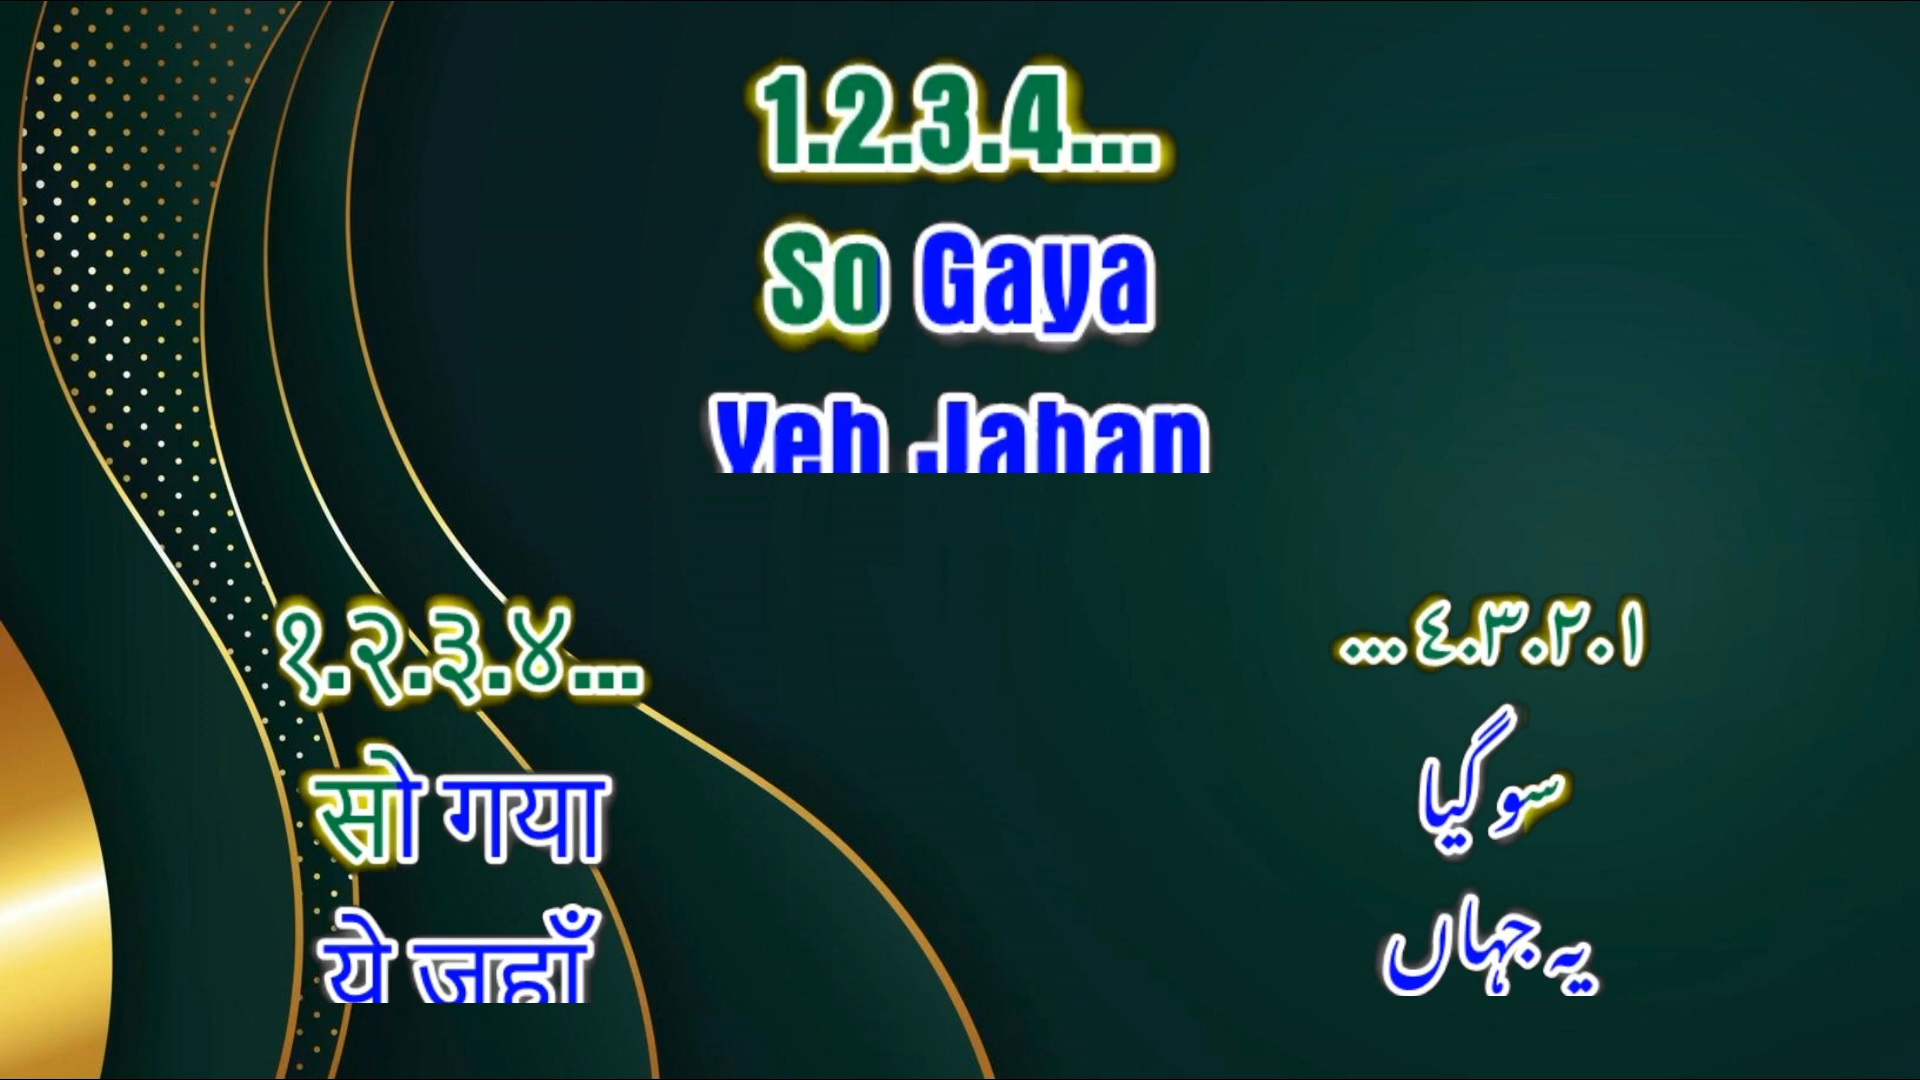 1.2.3.4...
So Gaya
Yeh Jahan
१.२.३.४...
सो गया
ये जहाँ
١.٢.٣.٤...
سو گیا
یہ جہاں